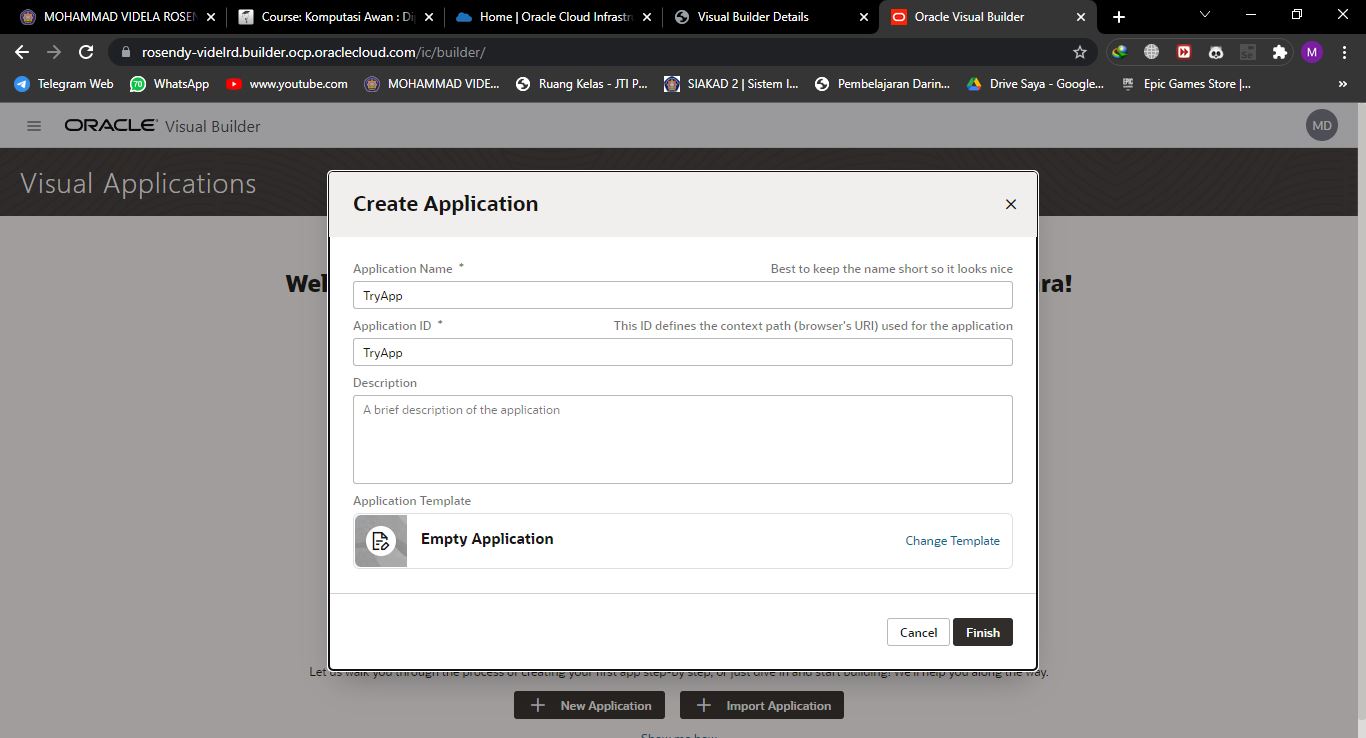 MOHAMMAD VIDELA ROSEN
Course: Komputasi Awan : Di
Home | Oracle Cloud Infrastr
Visual Builder Details
Oracle Visual Builder
rosendy-videlrd.builder.ocp.oraclecloud.com/ic/builder/
M
Telegram Web
70
WhatsApp
www.youtube.com
MOHAMMAD VIDE...
Ruang Kelas - JTI P...
SIAKAD 2 | Sistem I...
Pembelajaran Darin...
Drive Saya - Google...
Epic Games Store |...
ORACLE Visual Builder
MD
Visual Applications
Create Application
Wel
ra!
Application Name *
Best to keep the name short so it looks nice
TryApp
Application ID *
This ID defines the context path (browser's URI) used for the application
TryApp
Description
A brief description of the application
Application Template
Empty Application
Change Template
Cancel
Finish
Let us walk you through the process of creating your first app step-by step, or just dive in and start building! We'll help you along the way.
New Application
Import Application
Show me how